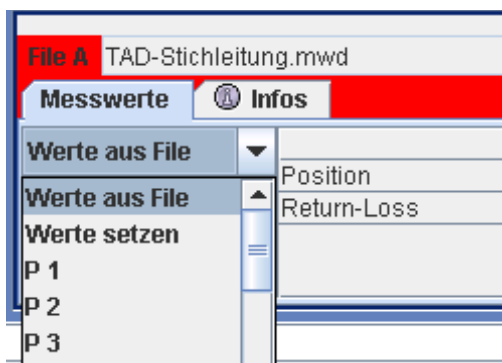 File A TAD-Stichleitung.mwd
Messwerte Infos
Werte aus File
Position
Werte aus File
Return-Loss
Werte setzen
P 1
P 2
P 3